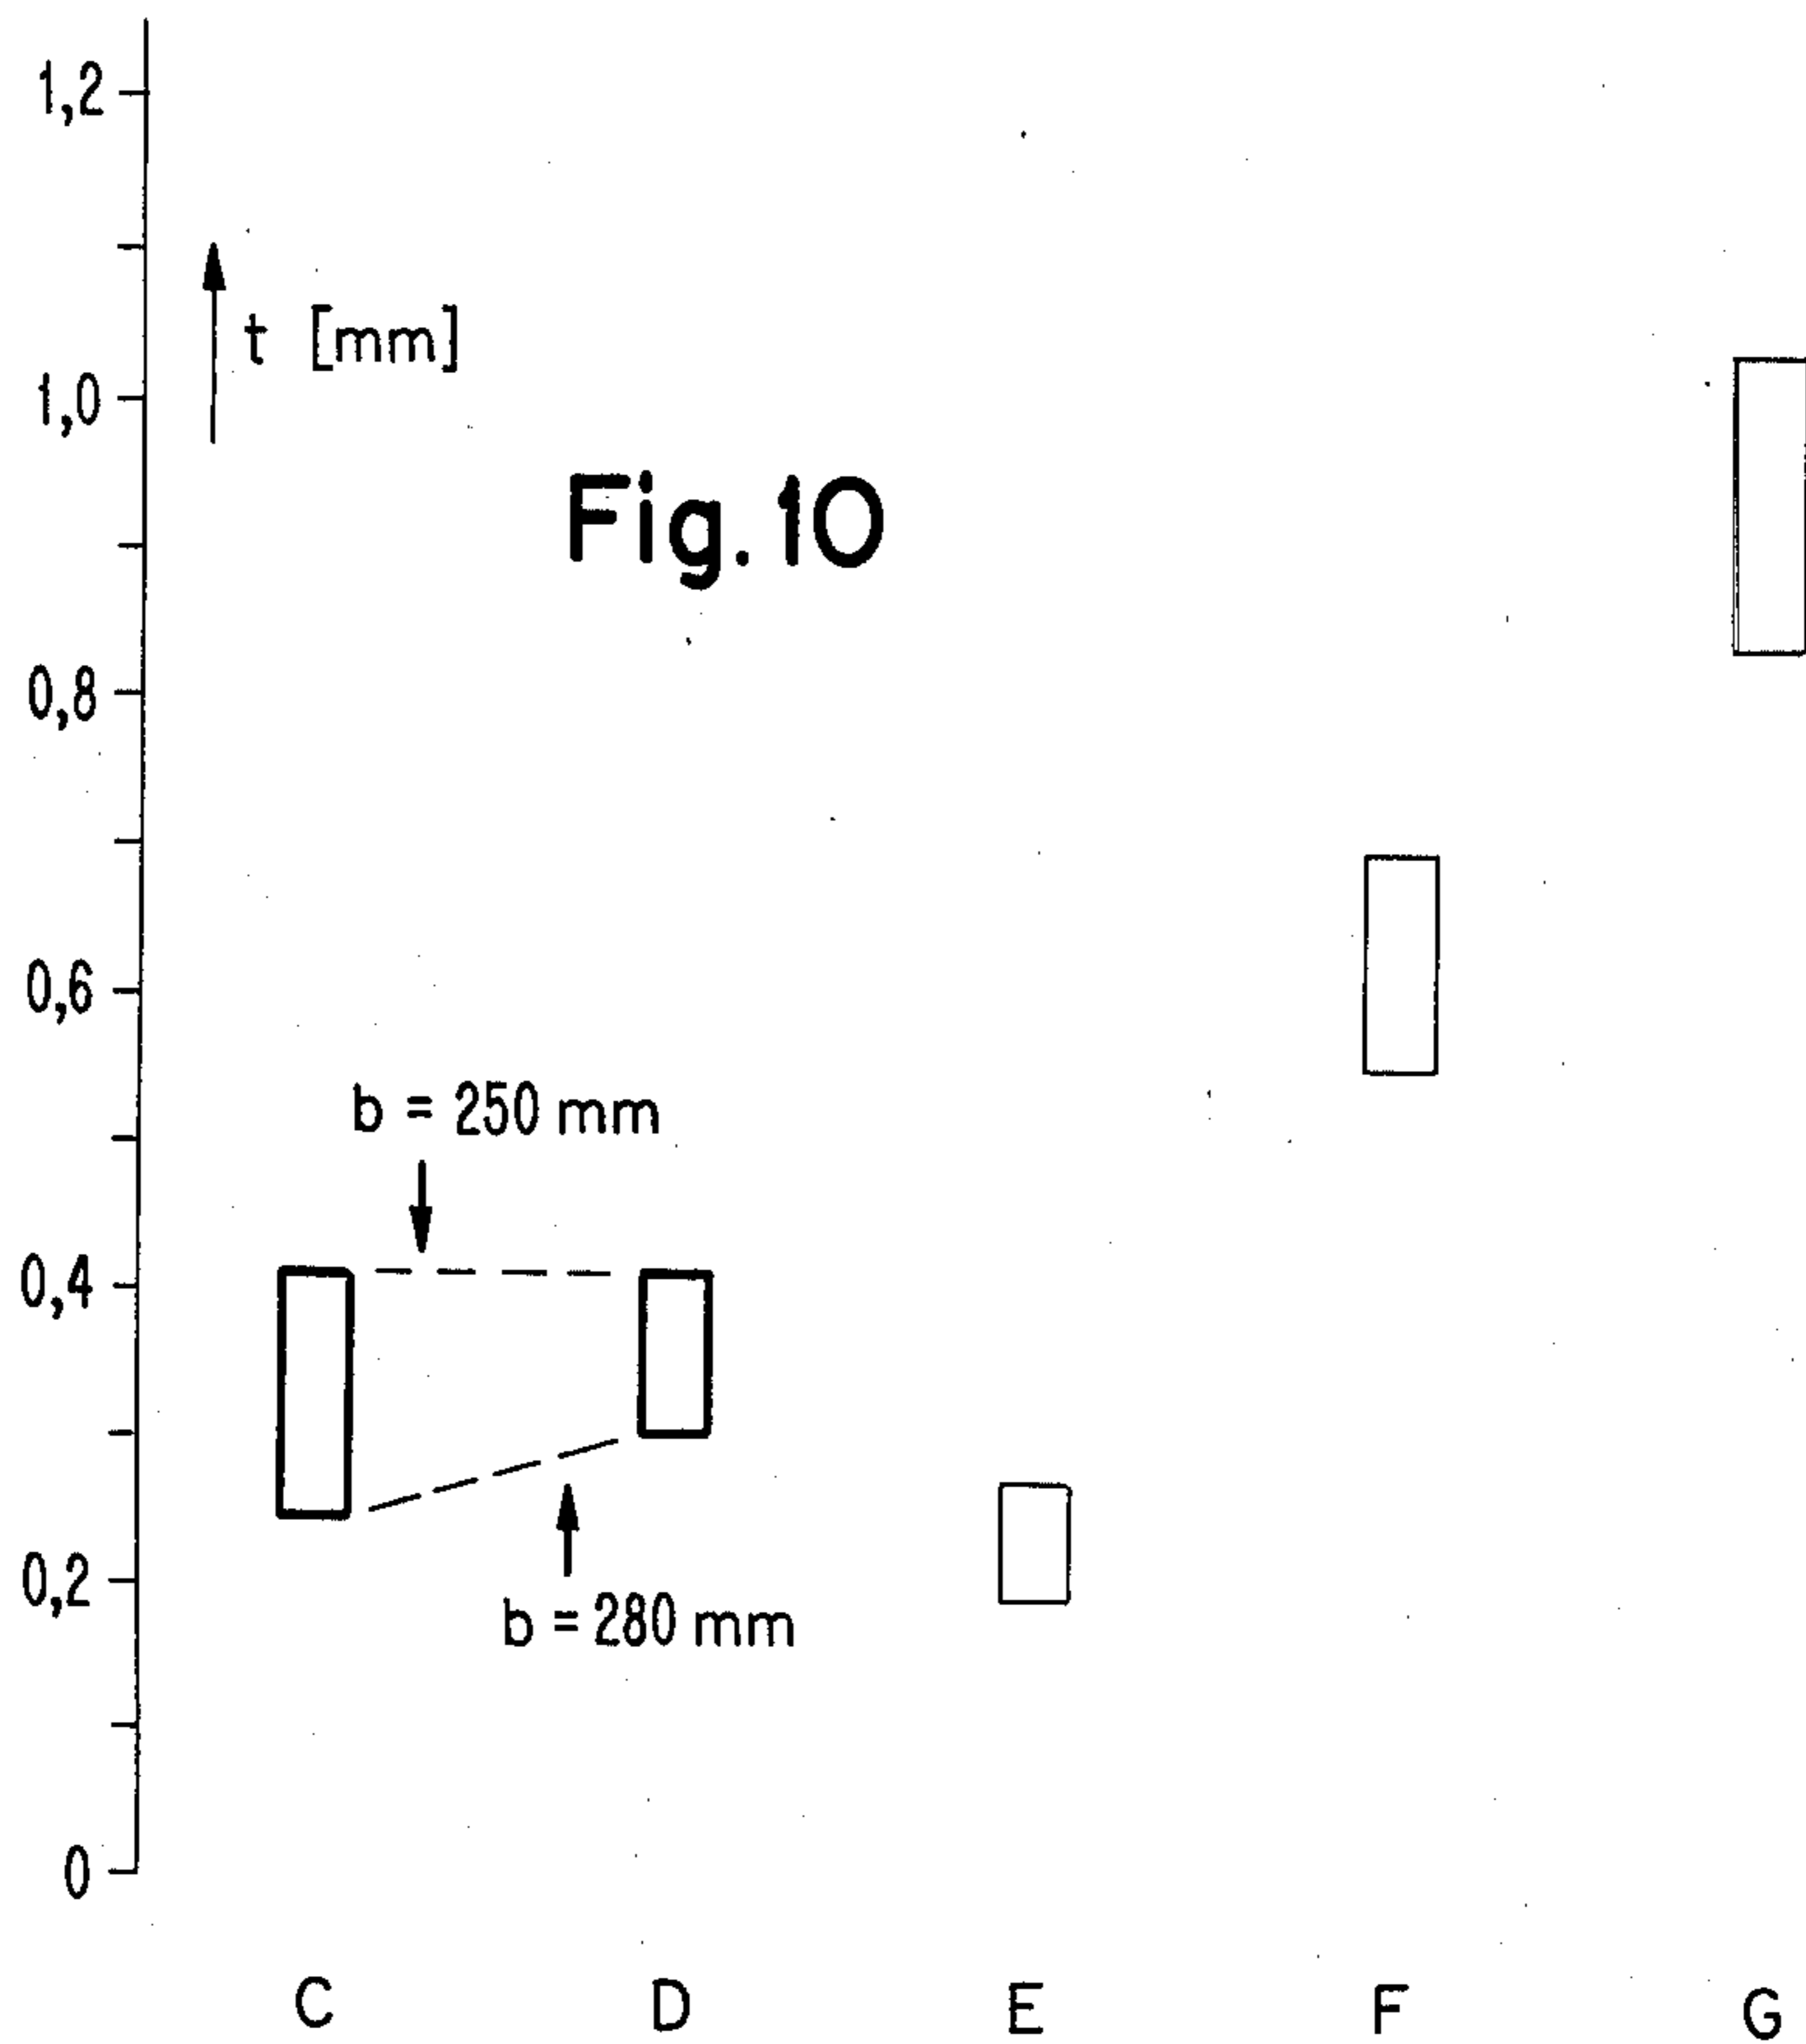 1,2
t [mm]
1,0
Fig.10
0,8
0,6
b = 250 mm
0,4
0,2
b = 280 mm
0
C D E F G